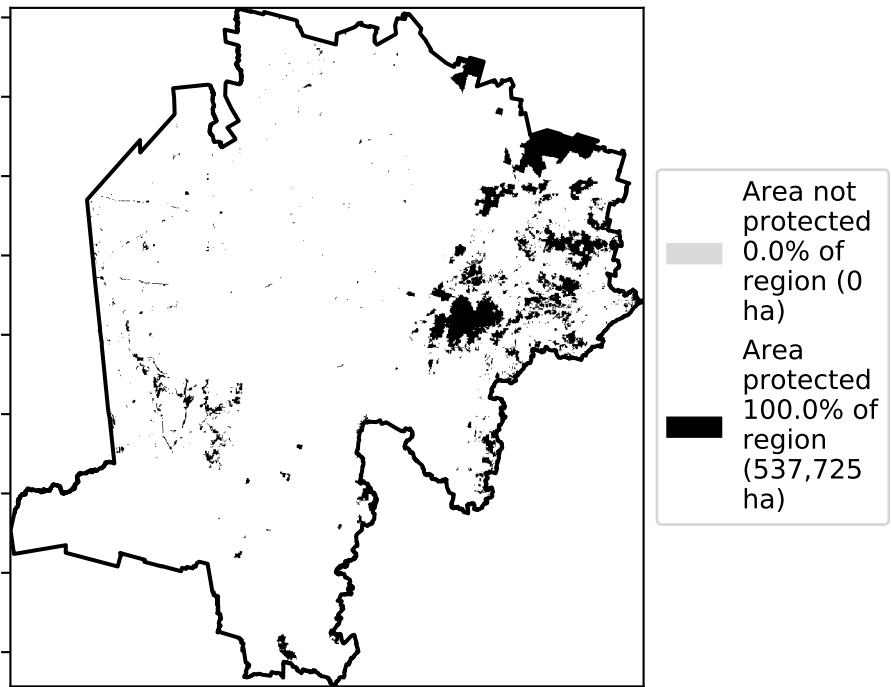 Area not
protected
0.0% of
region (0
ha)
Area
protected
100.0% of
region
(537,725
ha)